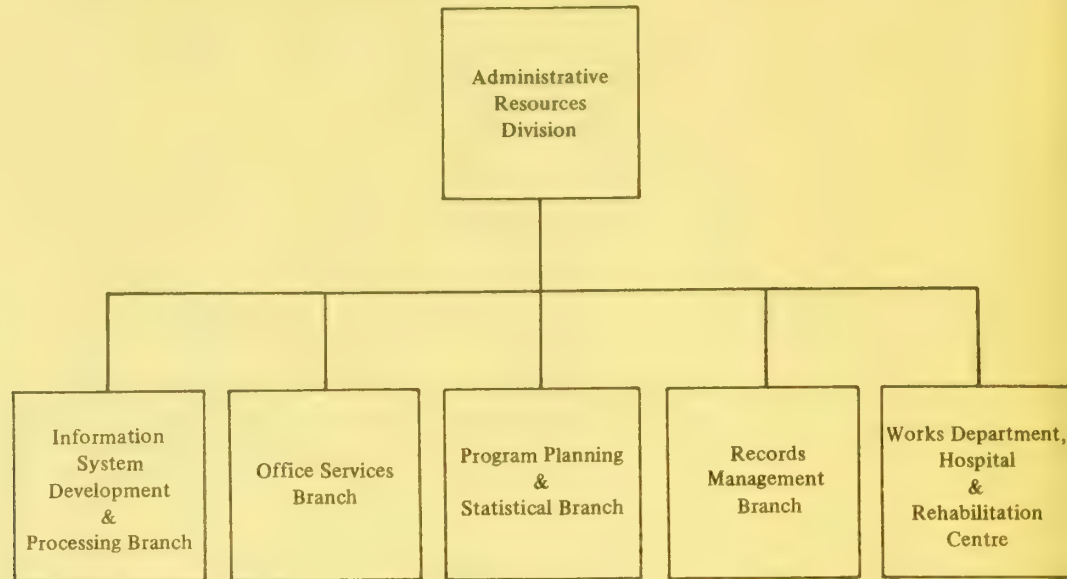 Administrative
Resources
Division
Information
System
Development
&
Processing Branch
Office Services
Branch
Program Planning
&
Statistical Branch
Records
Management
Branch
Works Department,
Hospital
&
Rehabilitation
Centre